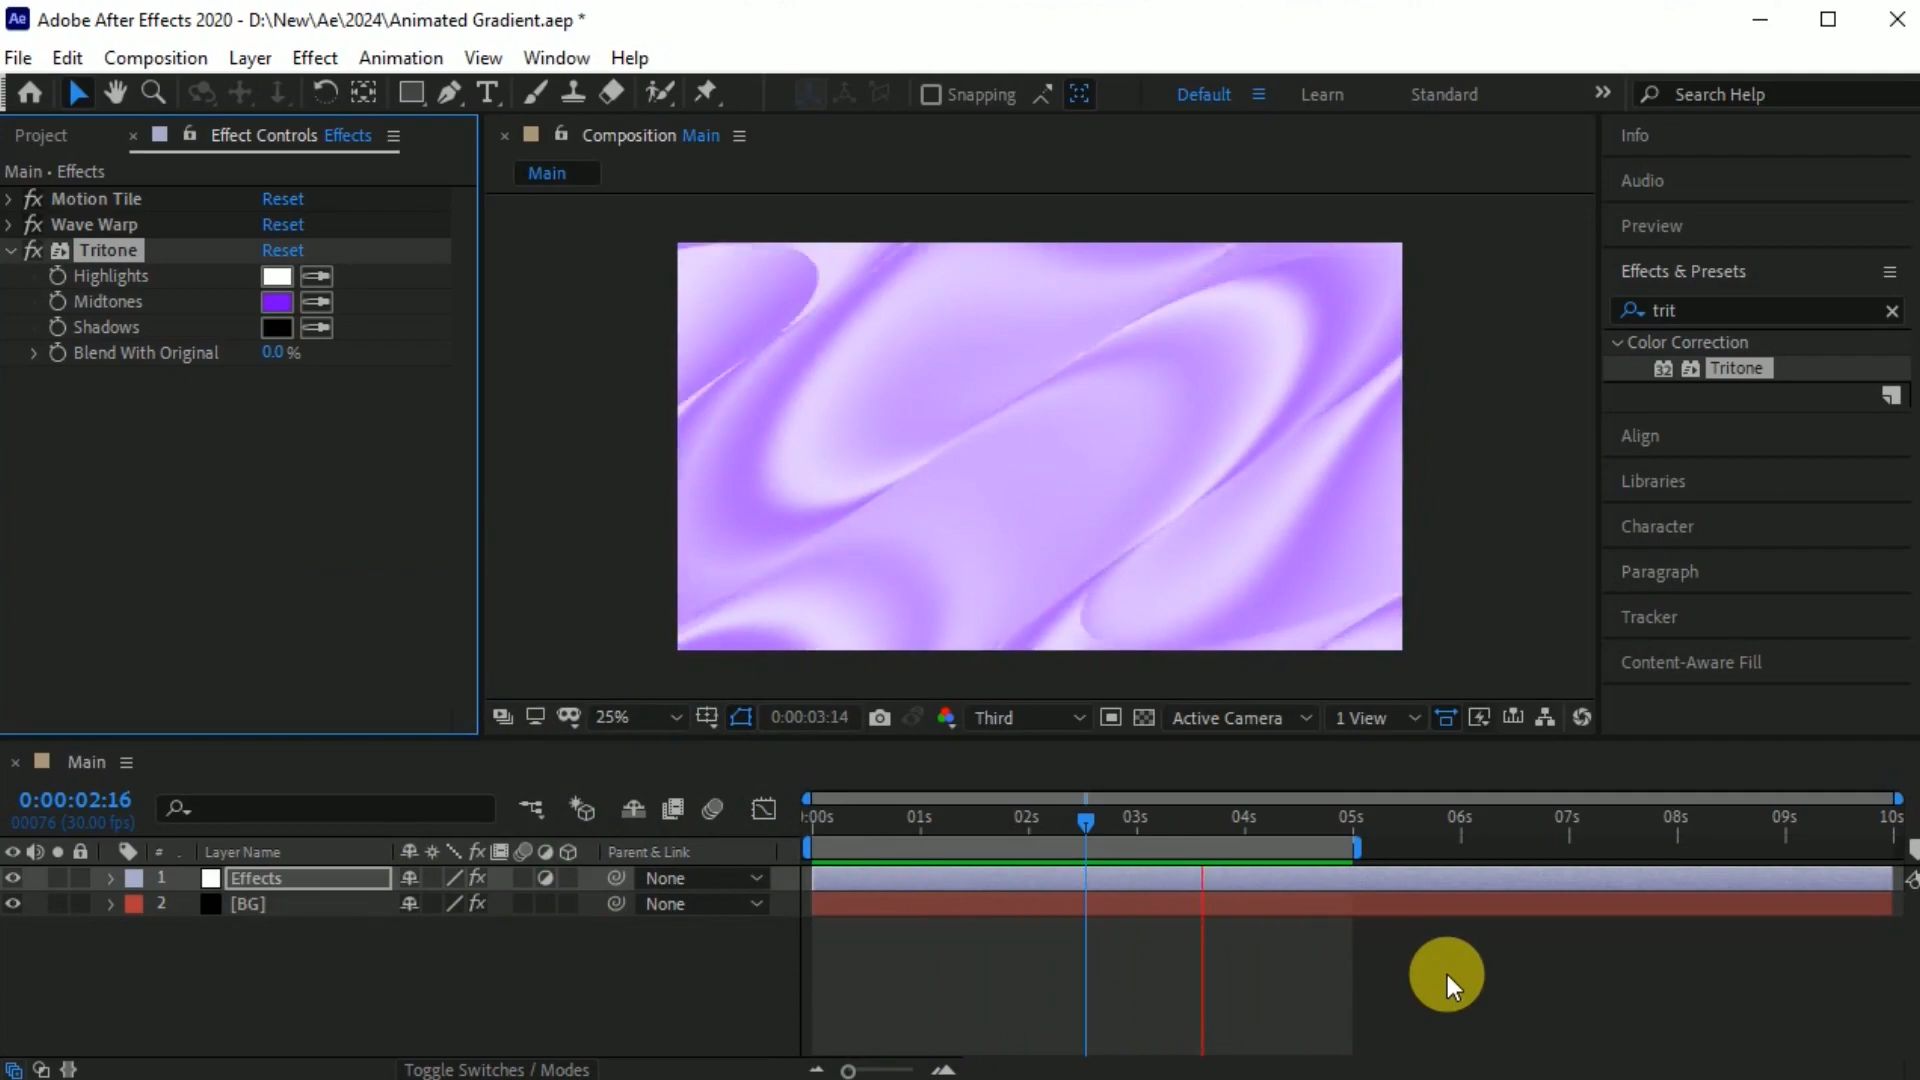 Ae Adobe After Effects 2020 - D:\New\Ae\2024\Animated Gradient.aep *
File Edit Composition Layer Effect Animation View Window Help
Snapping Default Learn Standard Search Help
Project Effect Controls Effects
Composition Main
Main • Effects
Main
Motion Tile Reset
Wave Warp Reset
Tritone Reset
Highlights
Midtones
Shadows
Blend With Original 0.0 %
Info
Audio
Preview
Effects & Presets
trit
Color Correction
32 Tritone
Align
Libraries
Character
Paragraph
Tracker
Content-Aware Fill
25% 0:00:03:14 Third Active Camera 1 View
Main
0:00:02:16
00076 (30.00 fps)
:00s 01s 02s 03s 04s 05s 06s 07s 08s 09s 10s
# . Layer Name fx Parent & Link
1 Effects fx None
2 [BG] fx None
Toggle Switches / Modes